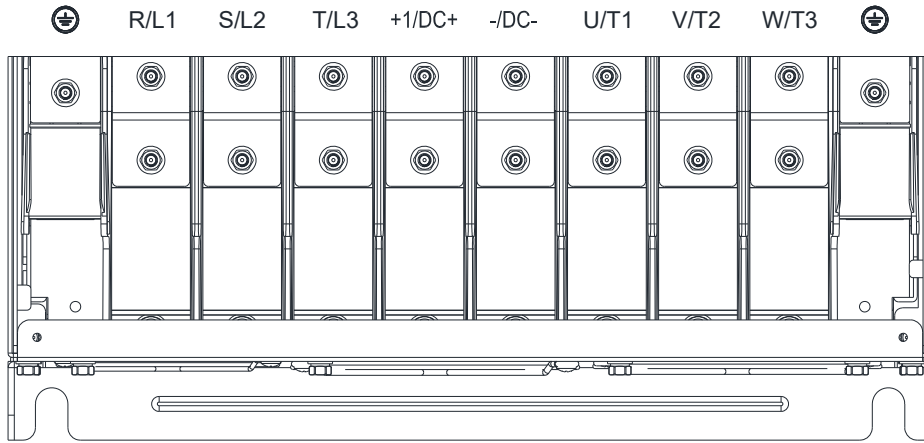 R/L1 S/L2 T/L3 +1/DC+ -/DC- U/T1 V/T2 W/T3